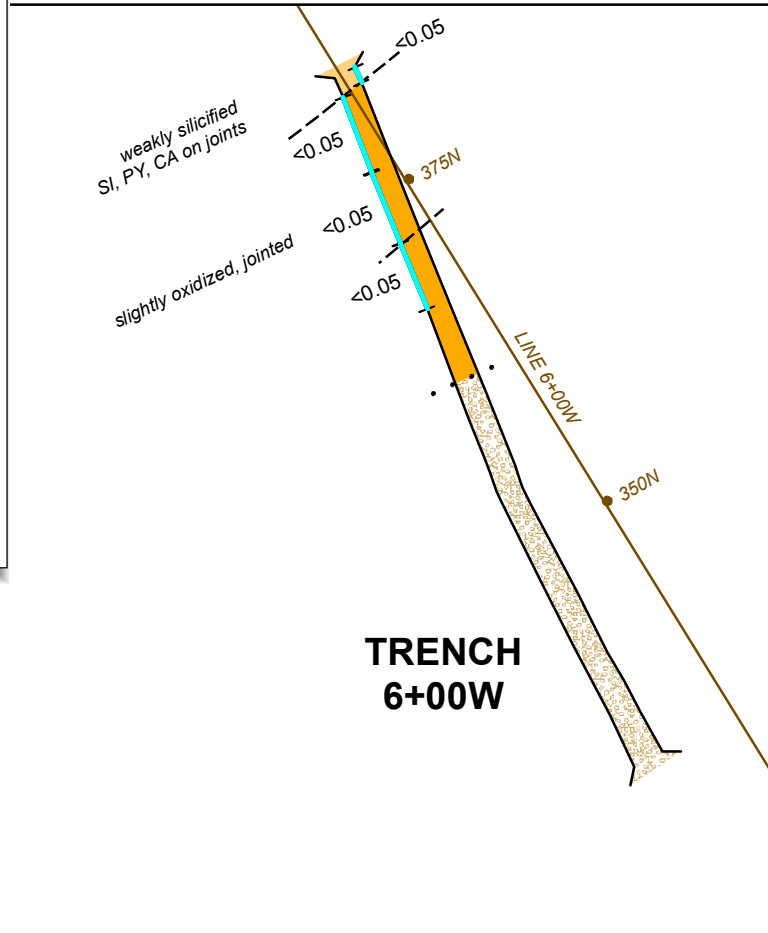 <0.05
weakly silicified
SI, PY, CA on joints
<0.05
375N
<0.05
slightly oxidized, jointed
<0.05
LINE 6+00W
350N
TRENCH
6+00W